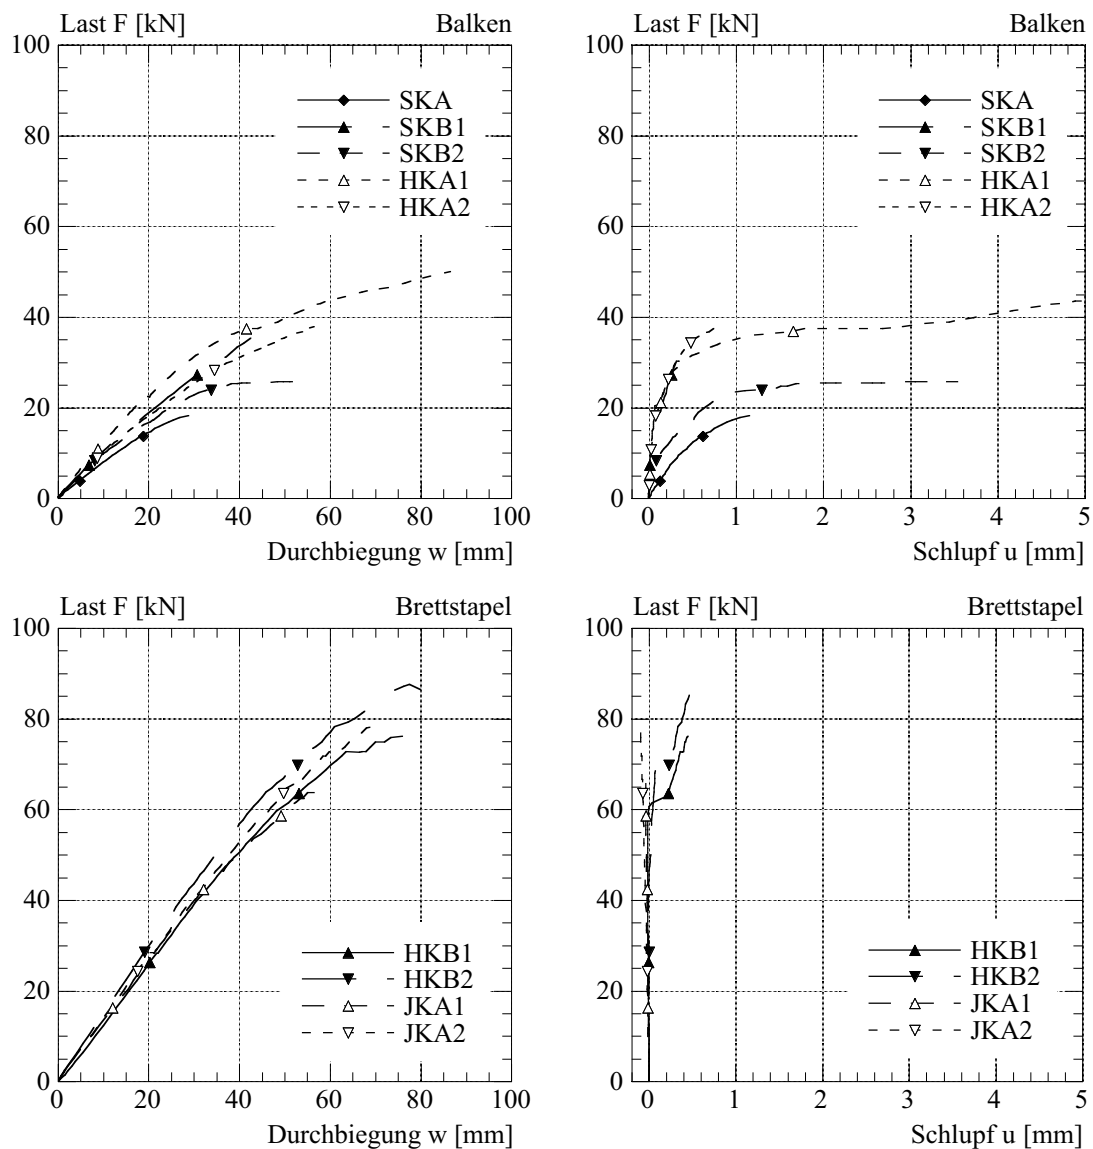 Last F [kN] Balken
100
80
60
40
20
0
0 20 40 60 80 100
Durchbiegung w [mm]
SKA
SKB1
SKB2
HKA1
HKA2
Last F [kN] Balken
100
80
60
40
20
0
0 1 2 3 4 5
Schlupf u [mm]
SKA
SKB1
SKB2
HKA1
HKA2
Last F [kN] Brettstapel
100
80
60
40
20
0
0 20 40 60 80 100
Durchbiegung w [mm]
HKB1
HKB2
JKA1
JKA2
Last F [kN] Brettstapel
100
80
60
40
20
0
0 1 2 3 4 5
Schlupf u [mm]
HKB1
HKB2
JKA1
JKA2